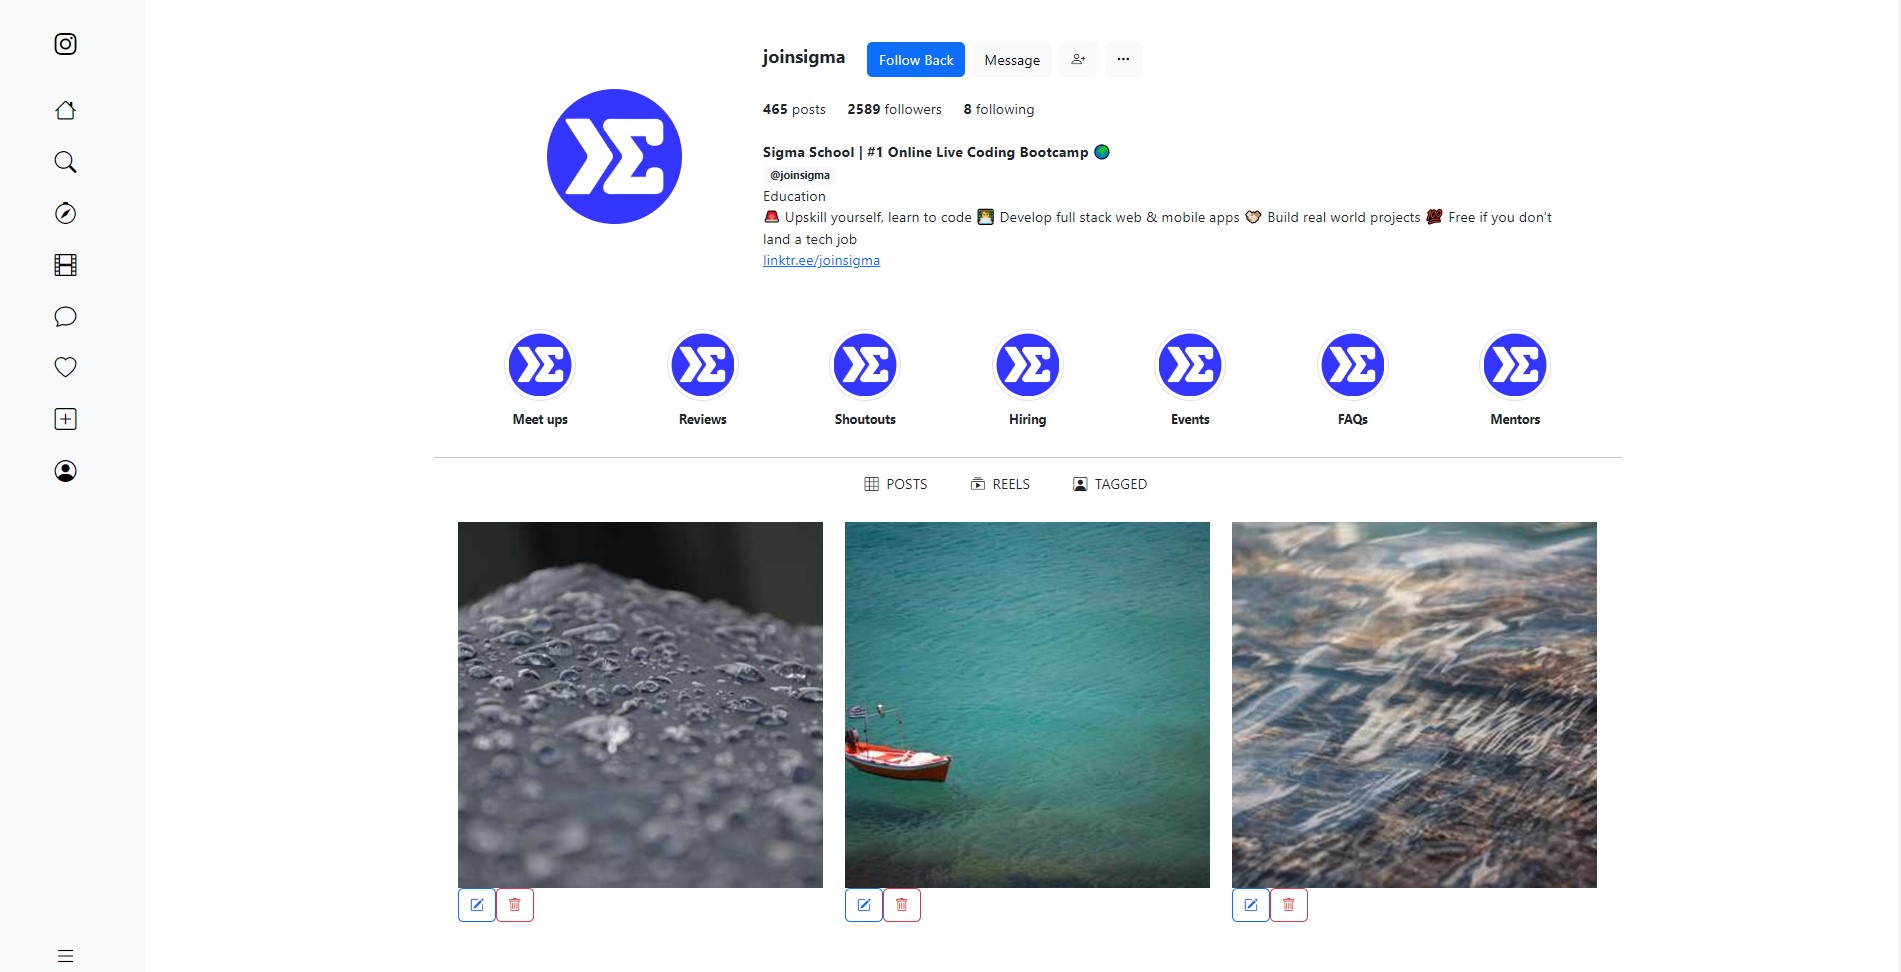 joinsigma Follow Back Message
465 posts 2589 followers 8 following
Sigma School | #1 Online Live Coding Bootcamp 🌍
@joinsigma
Education
🚨 Upskill yourself, learn to code 👨‍💻 Develop full stack web & mobile apps 🤝 Build real world projects 💯 Free if you don't
land a tech job
linktr.ee/joinsigma
Meet ups Reviews Shoutouts Hiring Events FAQs Mentors
POSTS REELS TAGGED